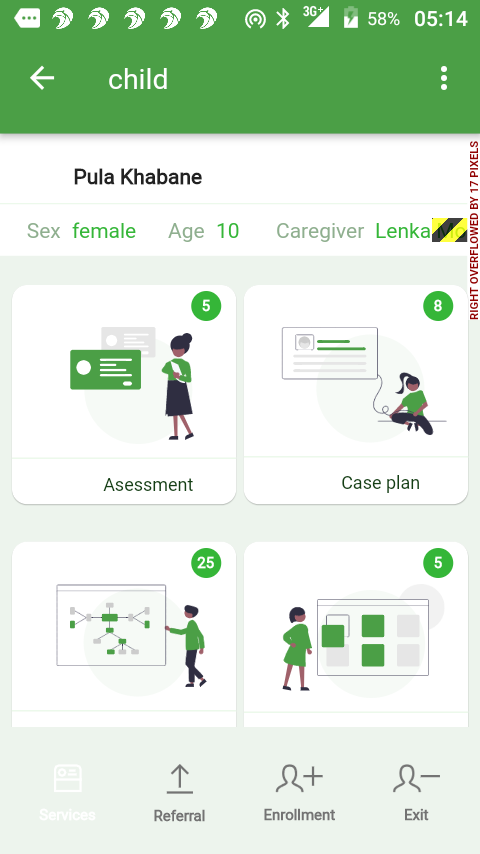 3G+ 58% 05:14
child
RIGHT OVERFLOWED BY 17 PIXELS
Pula Khabane
Sex female Age 10 Caregiver Lenka
5
8
Asessment
Case plan
25
5
Services
Referral
Enrollment
Exit